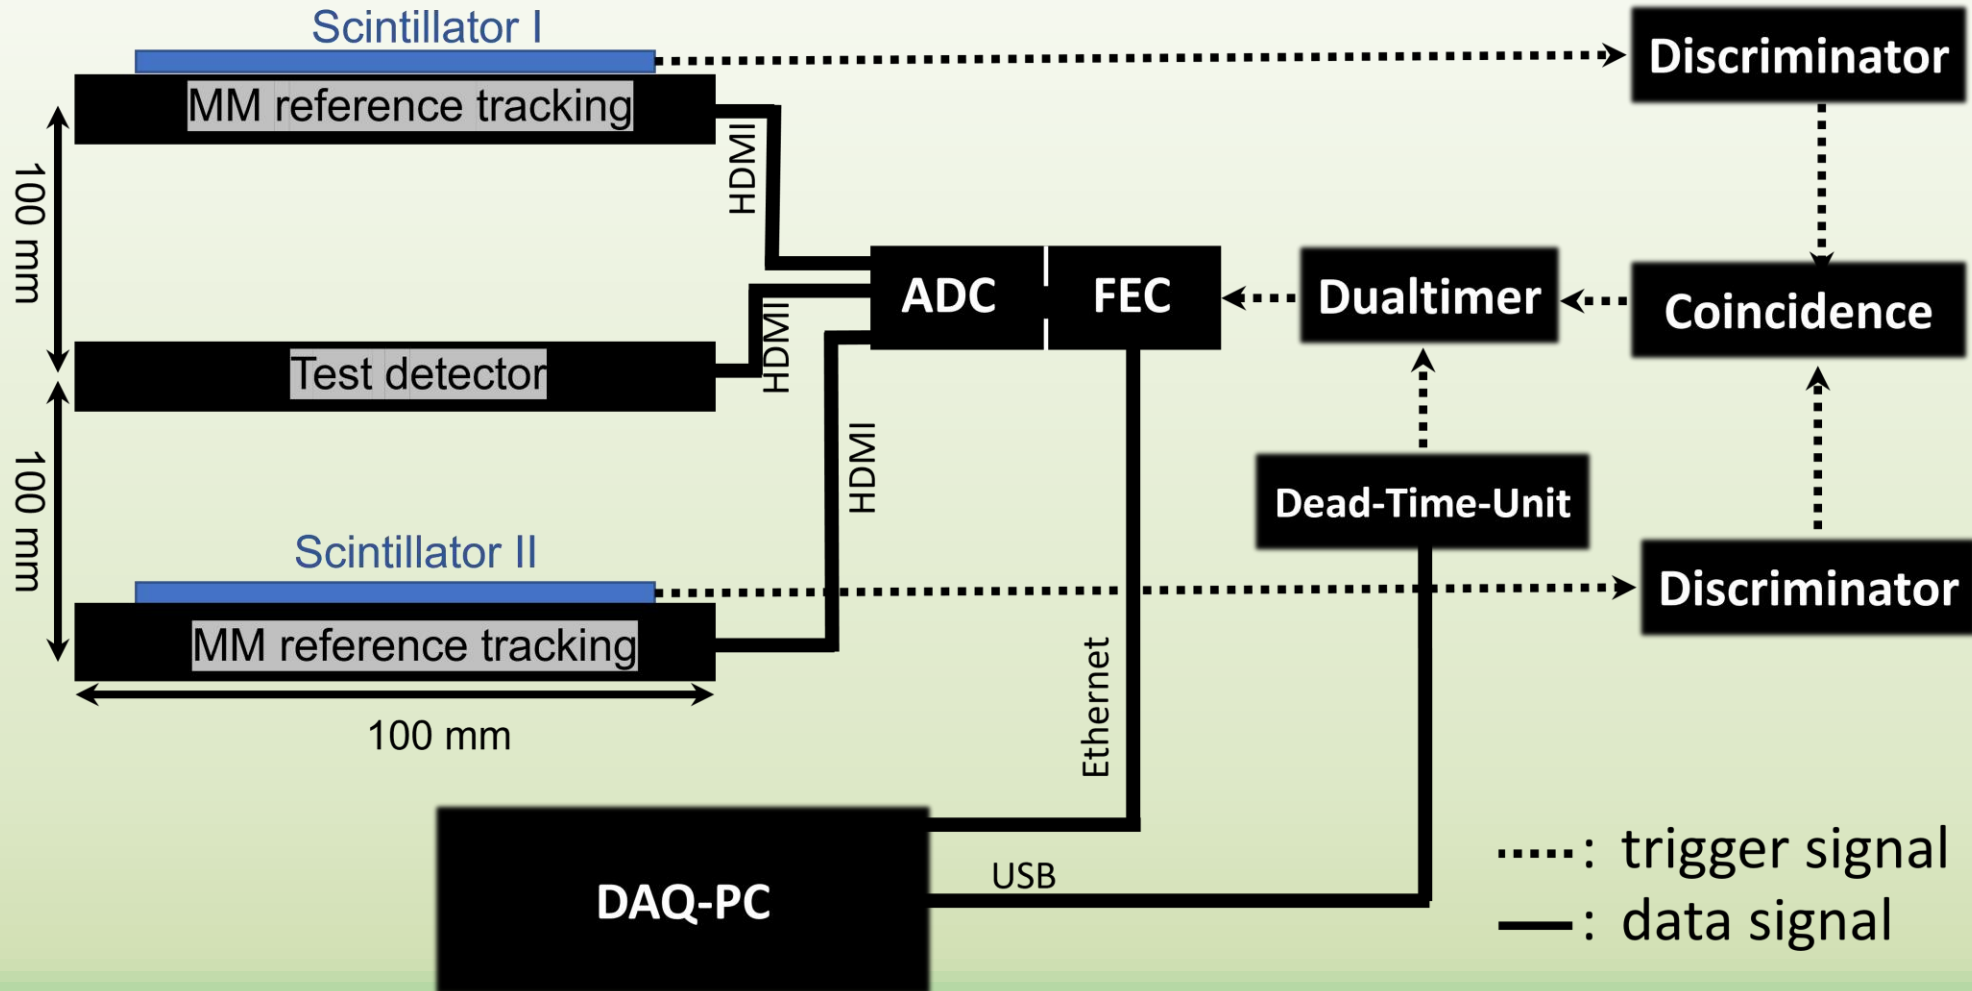 Scintillator I
Discriminator
MM reference tracking
HDMI
100 mm
ADC
FEC
Dualtimer
Coincidence
HDMI
Test detector
HDMI
100 mm
Dead-Time-Unit
Scintillator II
Discriminator
MM reference tracking
100 mm
Ethernet
DAQ-PC
USB
: trigger signal
: data signal